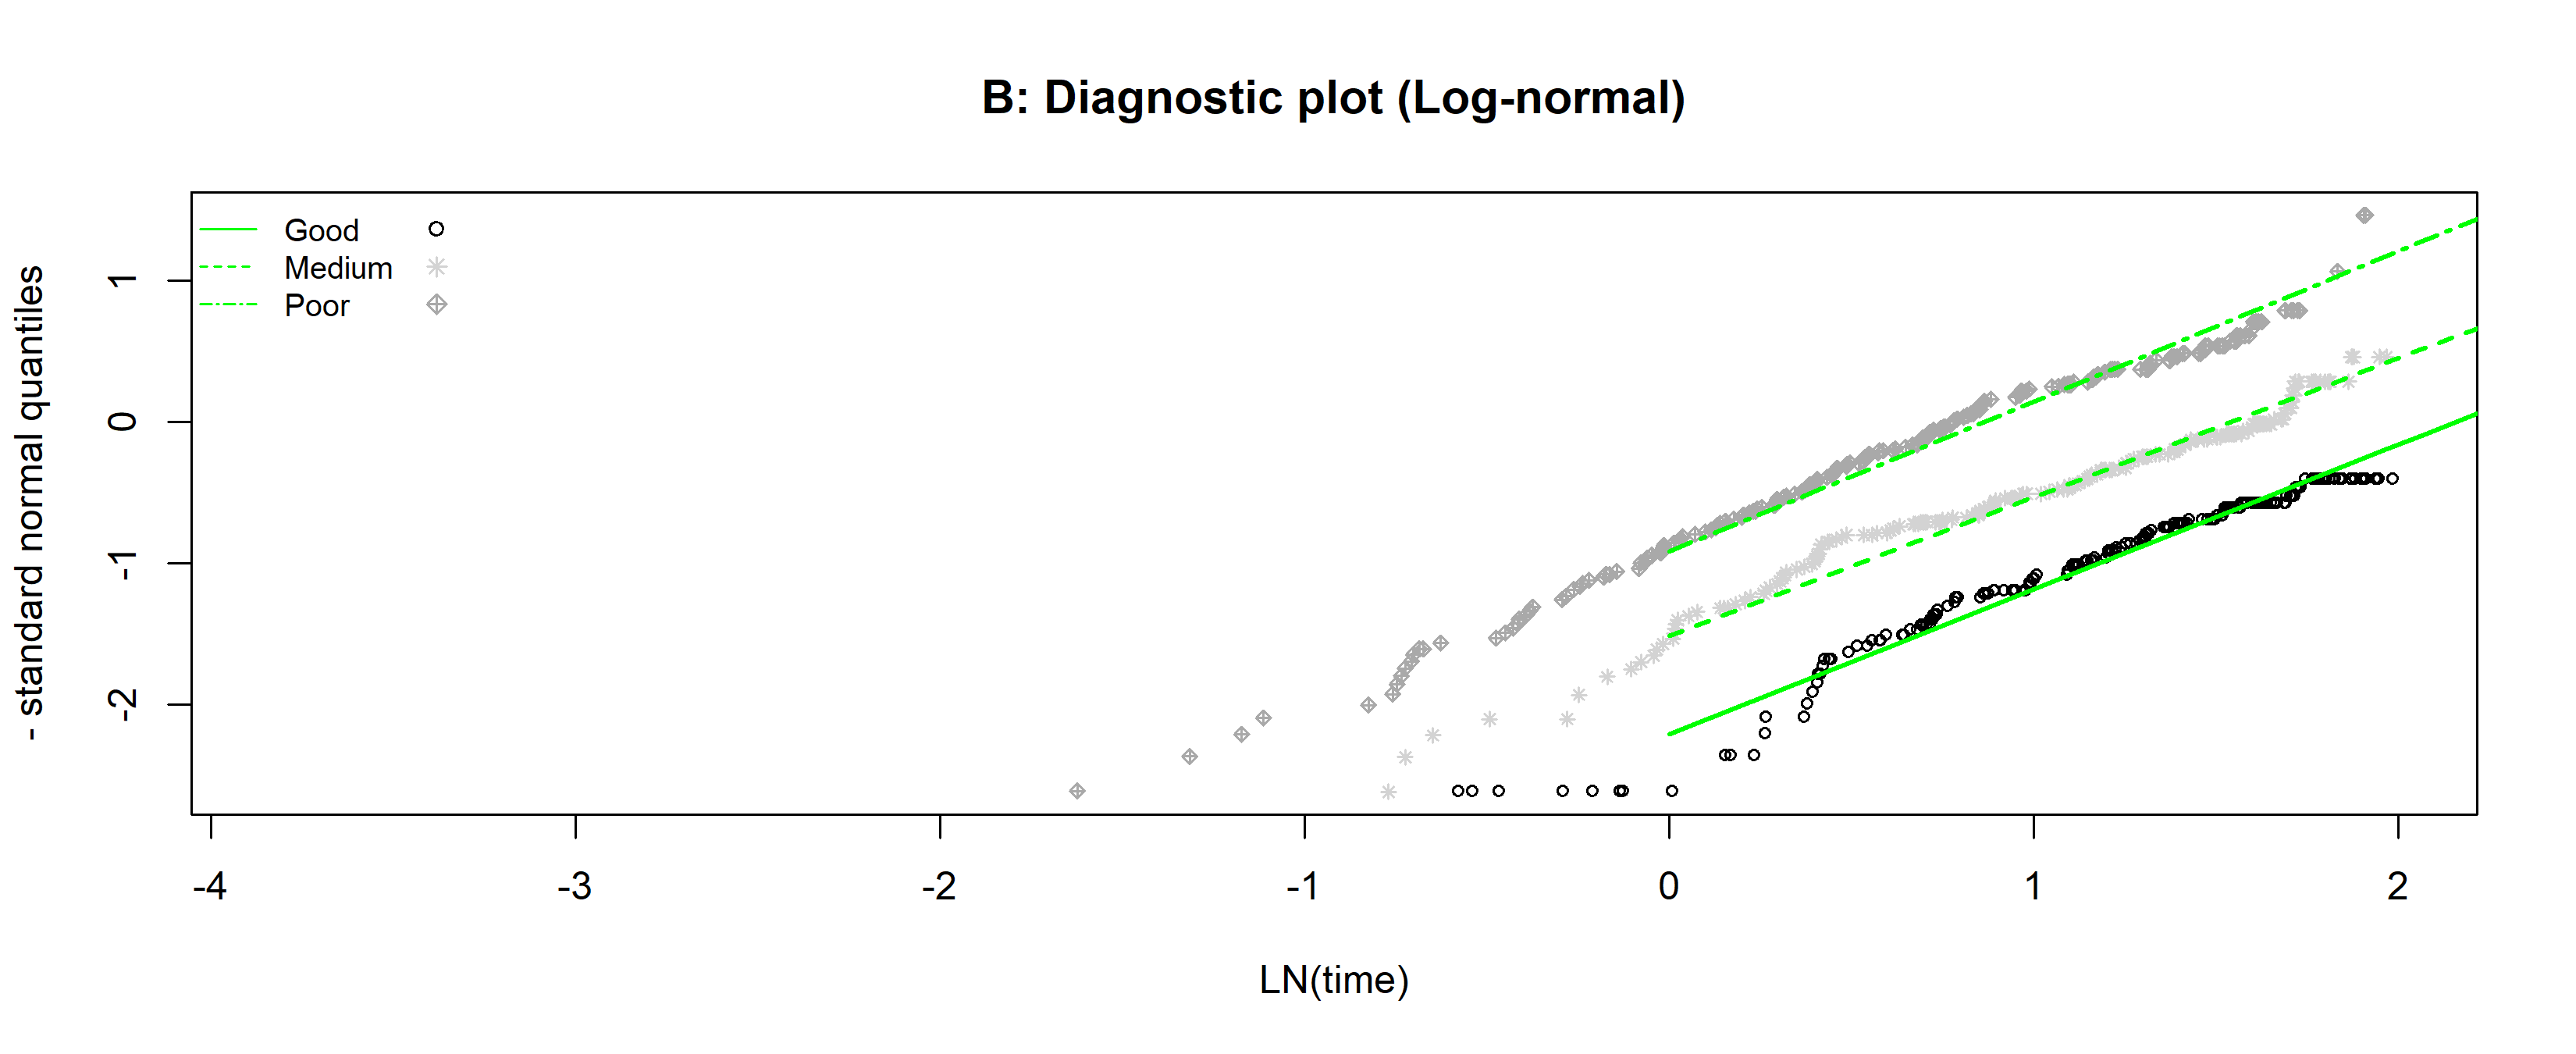 B: Diagnostic plot (Log-normal)
Good
Medium
Poor
- standard normal quantiles
1
0
-1
-2
-4 -3 -2 -1 0 1 2
LN(time)